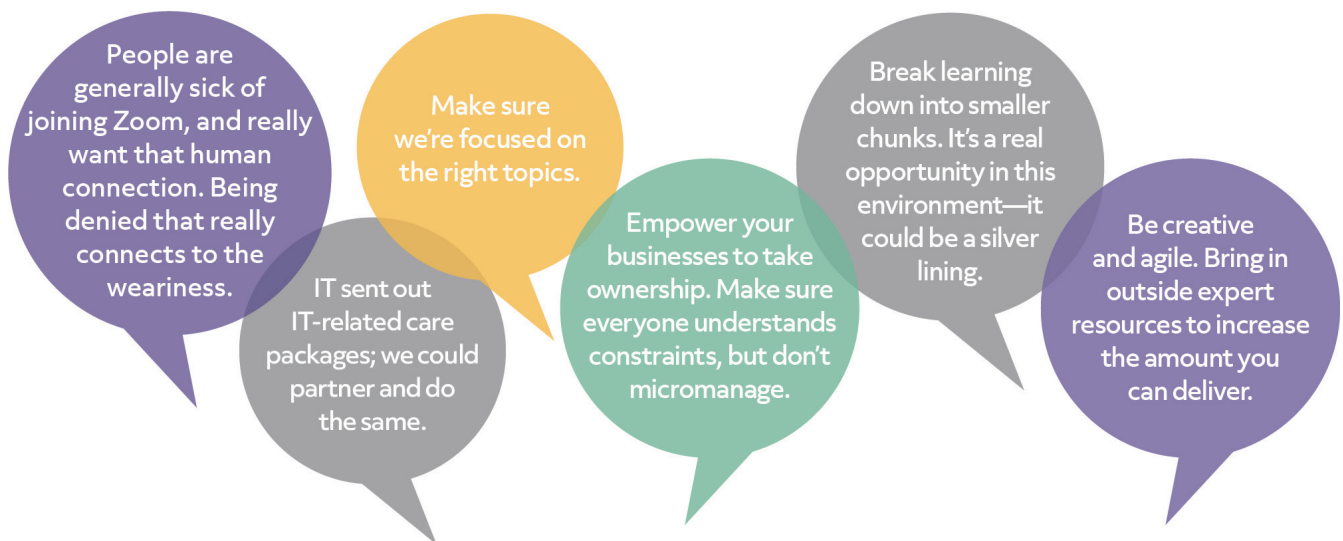 People are
generally sick of
joining Zoom, and really
want that human
connection. Being
denied that really
connects to the
weariness.
IT sent out
IT-related care
packages; we could
partner and do
the same.
Make sure
we're focused on
the right topics.
Empower your
businesses to take
ownership. Make sure
everyone understands
constraints, but don't
micromanage.
Break learning
down into smaller
chunks. It's a real
opportunity in this
environment—it
could be a silver
lining.
Be creative
and agile. Bring in
outside expert
resources to increase
the amount you
can deliver.